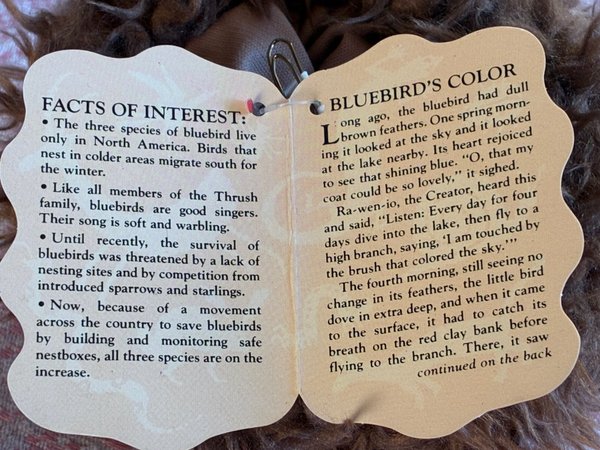 FACTS OF INTEREST:
• The three species of bluebird live
only in North America. Birds that
nest in colder areas migrate south for
the winter.
• Like all members of the Thrush
family, bluebirds are good singers.
Their song is soft and warbling.
• Until recently, the survival of
bluebirds was threatened by a lack of
nesting sites and by competition from
introduced sparrows and starlings.
• Now, because of a movement
across the country to save bluebirds
by building and monitoring safe
nestboxes, all three species are on the
increase.
BLUEBIRD'S COLOR
Long ago, the bluebird had dull
brown feathers. One spring morn-
ing it looked at the sky and it looked
at the lake nearby. Its heart rejoiced
to see that shining blue. “O, that my
coat could be so lovely,” it sighed.
Ra-wen-io, the Creator, heard this
and said, “Listen: Every day for four
days dive into the lake, then fly to a
high branch, saying, ‘I am touched by
the brush that colored the sky.’”
The fourth morning, still seeing no
change in its feathers, the little bird
dove in extra deep, and when it came
to the surface, it had to catch its
breath on the red clay bank before
flying to the branch. There, it saw
continued on the back